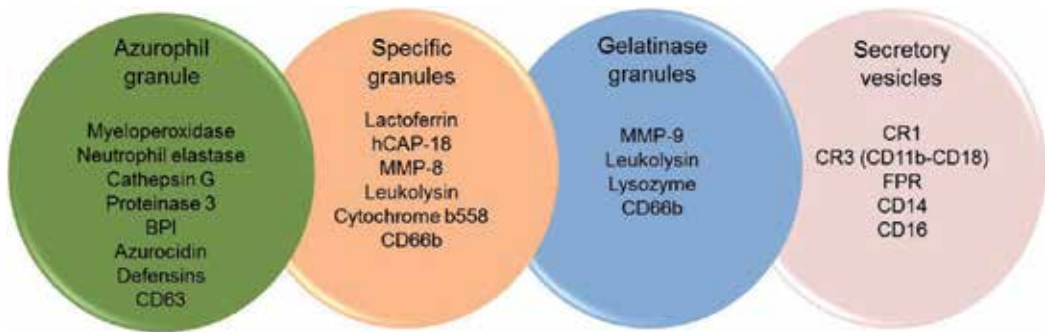 Azurophil
granule
Myeloperoxidase
Neutrophil elastase
Cathepsin G
Proteinase 3
BPI
Azurocidin
Defensins
CD63
Specific
granules
Lactoferrin
hCAP-18
MMP-8
Leukolysin
Cytochrome b558
CD66b
Gelatinase
granules
MMP-9
Leukolysin
Lysozyme
CD66b
Secretory
vesicles
CR1
CR3 (CD11b-CD18)
FPR
CD14
CD16